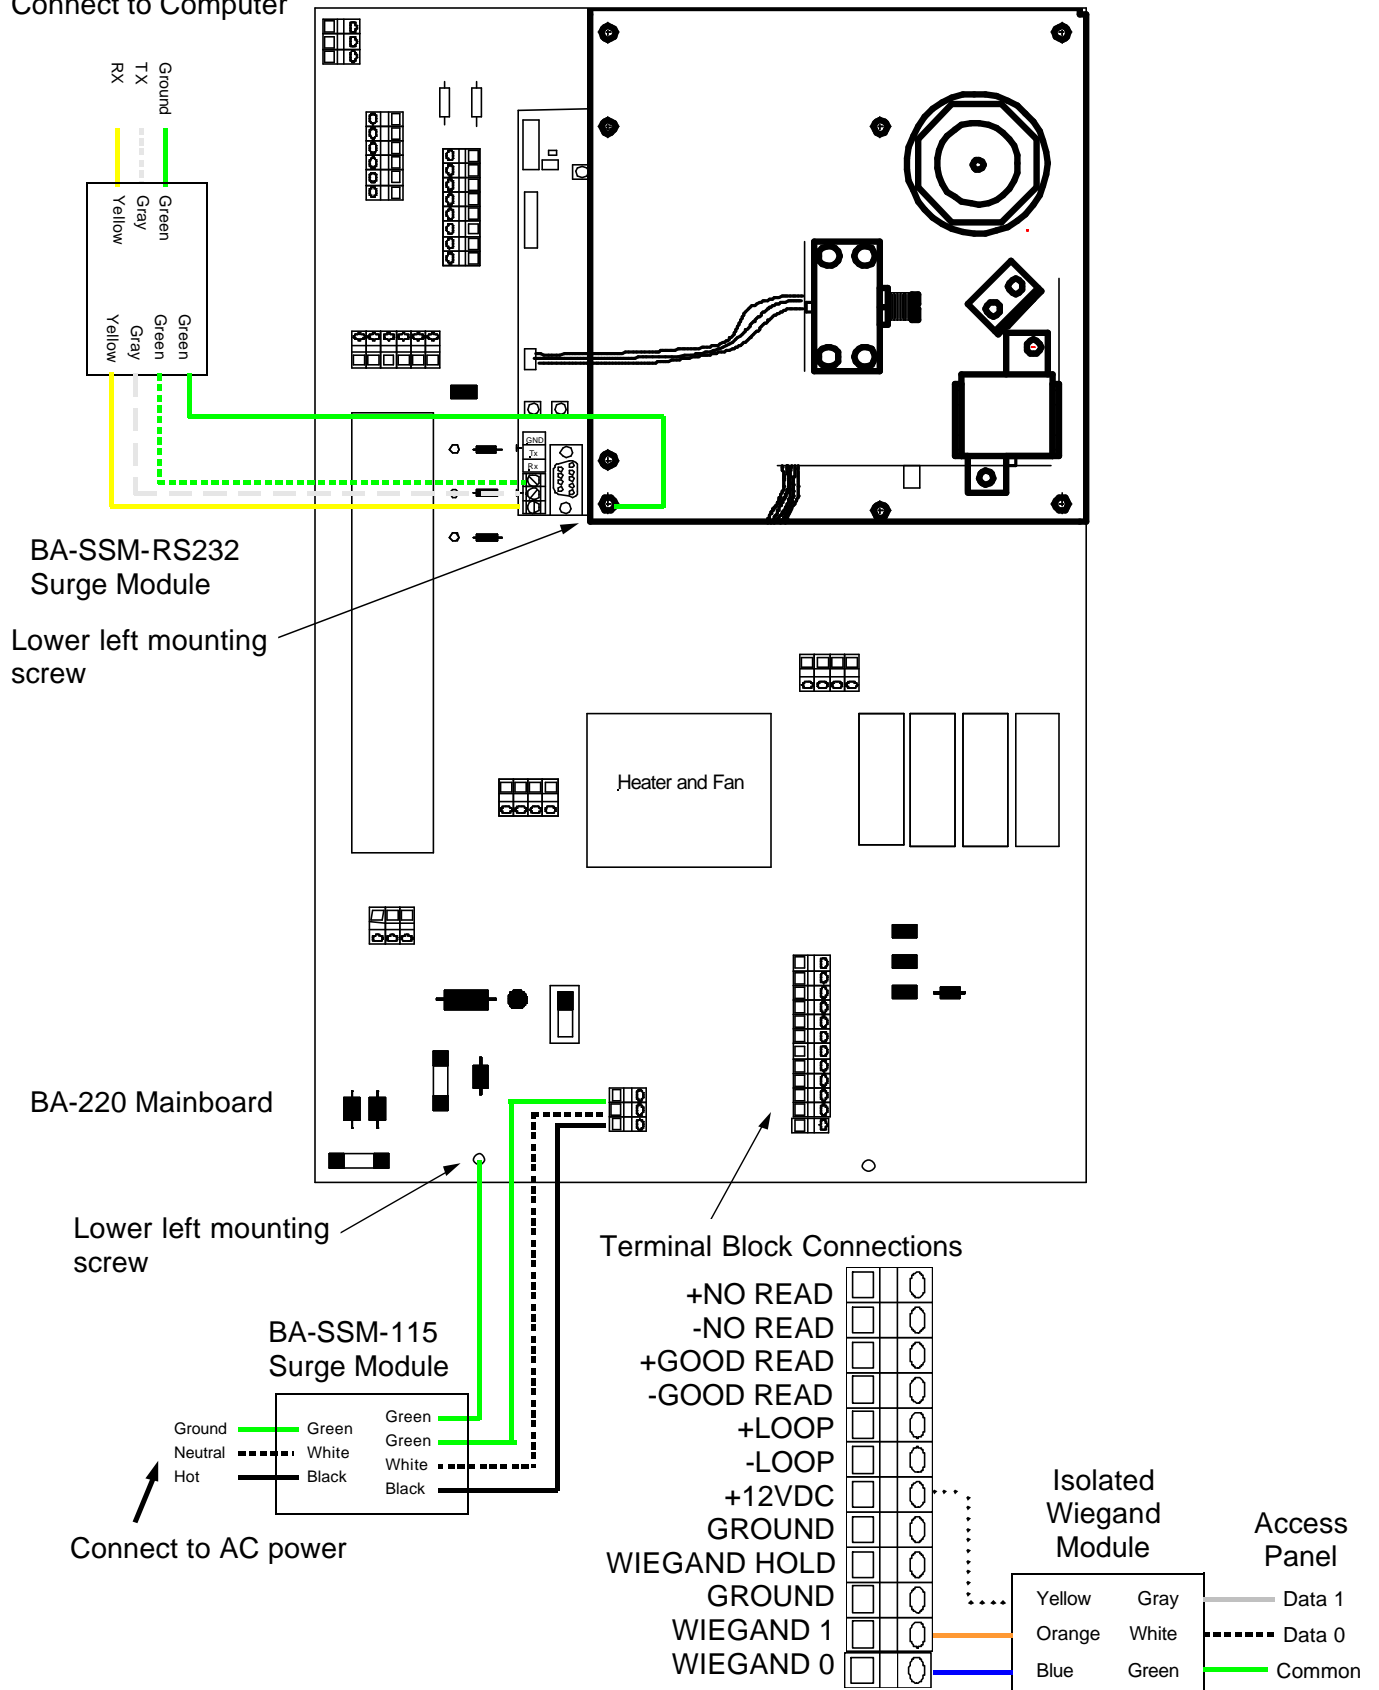 Connect to Computer
RX
TX
Ground
Yellow
Gray
Green
Yellow
Gray
Green
Green
GND
Tx
Rx
BA-SSM-RS232
Surge Module
Lower left mounting
screw
Heater and Fan
BA-220 Mainboard
Lower left mounting
screw
BA-SSM-115
Surge Module
Ground
Neutral
Hot
Green
White
Black
Green
Green
White
Black
Connect to AC power
Terminal Block Connections
+NO READ
-NO READ
+GOOD READ
-GOOD READ
+LOOP
-LOOP
+12VDC
GROUND
WIEGAND HOLD
GROUND
WIEGAND 1
WIEGAND 0
Isolated
Wiegand
Module
Access
Panel
Yellow Gray Data 1
Orange White Data 0
Blue Green Common